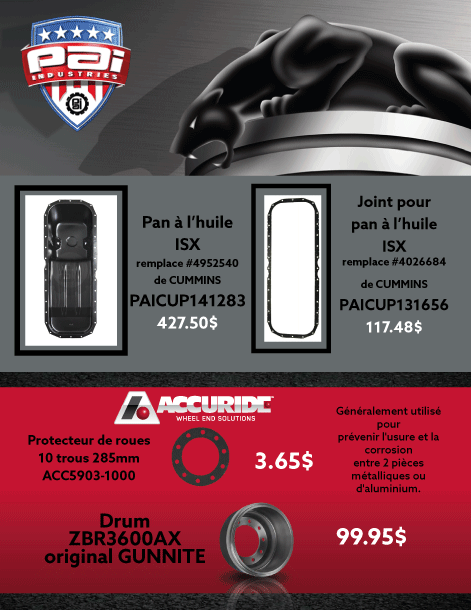 Pai
INDUSTRIES
Pan à l'huile
ISX
remplace #4952540
de CUMMINS
PAICUP141283
427.50$
Joint pour
pan à l'huile
ISX
remplace #4026684
de CUMMINS
PAICUP131656
117.48$
ACCURIDE
WHEEL END SOLUTIONS
Protecteur de roues
10 trous 285mm
ACC5903-1000
3.65$
Généralement utilisé
pour
prévenir l'usure et la
corrosion
entre 2 pièces
métalliques ou
d'aluminium.
Drum
ZBR3600AX
original GUNNITE
99.95$